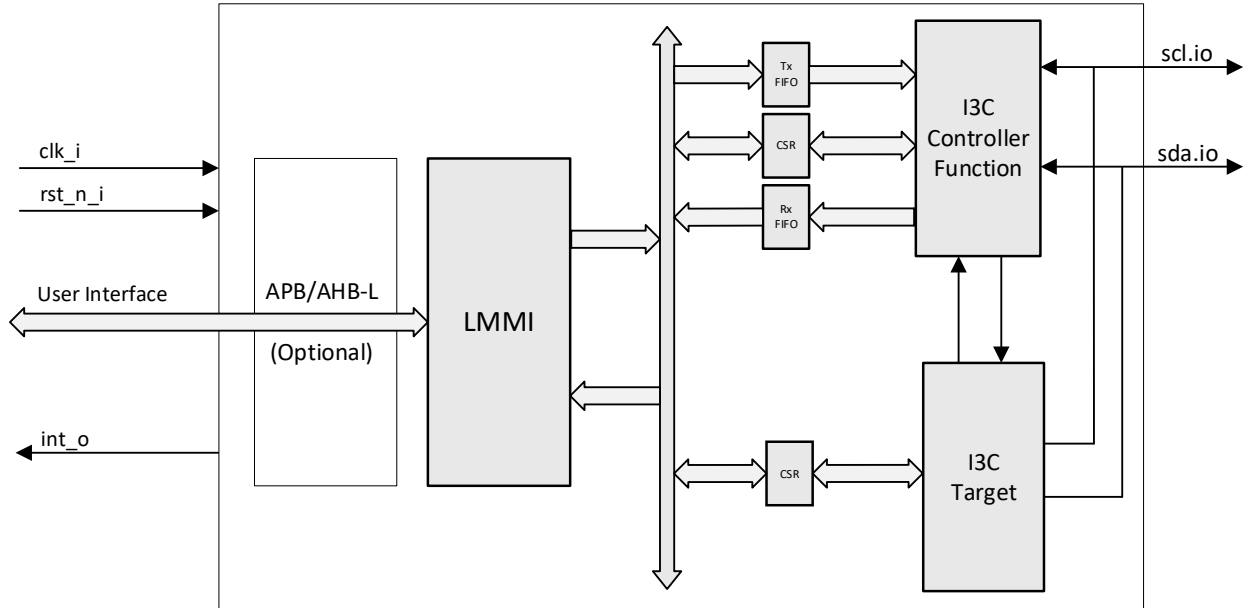 clk_i
rst_n_i
User Interface
int_o
APB/AHB-L
(Optional)
LMMI
Tx
FIFO
CSR
Rx
FIFO
I3C
Controller
Function
scl.io
sda.io
CSR
I3C
Target